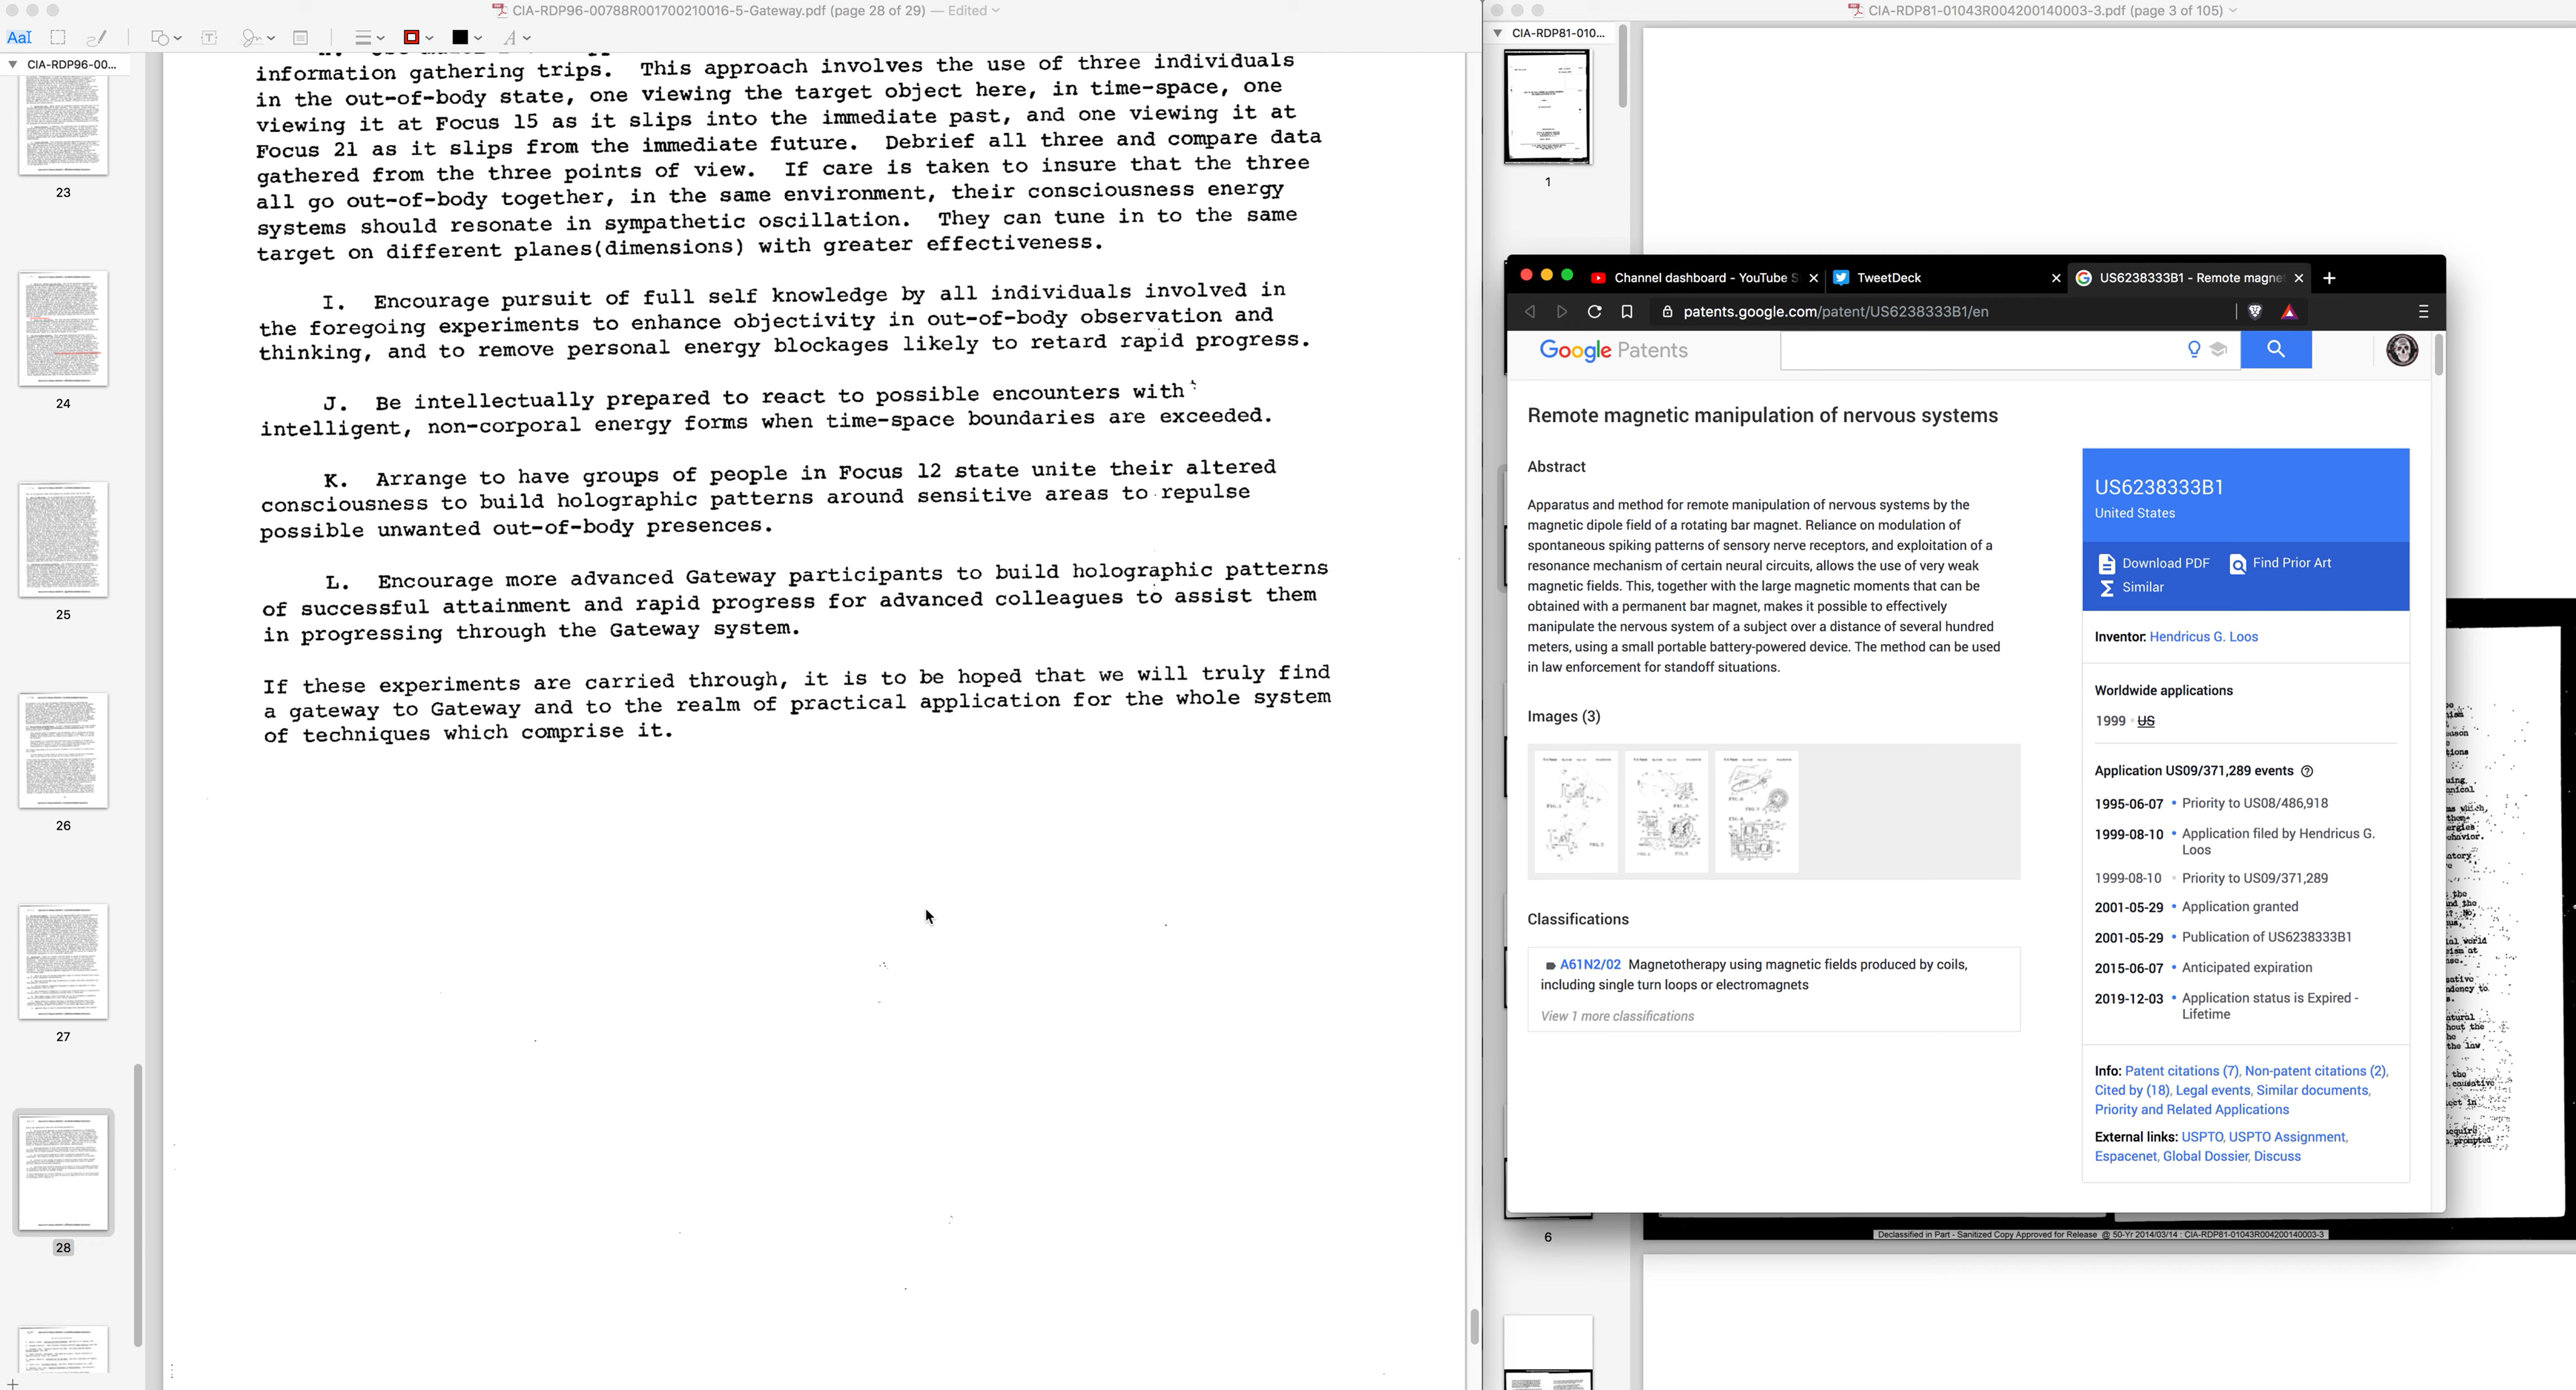 CIA-RDP96-00788R001700210016-5-Gateway.pdf (page 28 of 29) — Edited
CIA-RDP96-00...
23
24
25
26
27
28
information gathering trips. This approach involves the use of three individuals
in the out-of-body state, one viewing the target object here, in time-space, one
viewing it at Focus 15 as it slips into the immediate past, and one viewing it at
Focus 21 as it slips from the immediate future. Debrief all three and compare data
gathered from the three points of view. If care is taken to insure that the three
all go out-of-body together, in the same environment, their consciousness energy
systems should resonate in sympathetic oscillation. They can tune in to the same
target on different planes(dimensions) with greater effectiveness.
I. Encourage pursuit of full self knowledge by all individuals involved in
the foregoing experiments to enhance objectivity in out-of-body observation and
thinking, and to remove personal energy blockages likely to retard rapid progress.
J. Be intellectually prepared to react to possible encounters with
intelligent, non-corporal energy forms when time-space boundaries are exceeded.
K. Arrange to have groups of people in Focus 12 state unite their altered
consciousness to build holographic patterns around sensitive areas to repulse
possible unwanted out-of-body presences.
L. Encourage more advanced Gateway participants to build holographic patterns
of successful attainment and rapid progress for advanced colleagues to assist them
in progressing through the Gateway system.
If these experiments are carried through, it is to be hoped that we will truly find
a gateway to Gateway and to the realm of practical application for the whole system
of techniques which comprise it.
CIA-RDP81-01043R004200140003-3.pdf (page 3 of 105)
CIA-RDP81-010...
1
6
Channel dashboard - YouTube S
TweetDeck
US6238333B1 - Remote magne
patents.google.com/patent/US6238333B1/en
Google Patents
Remote magnetic manipulation of nervous systems
Abstract
Apparatus and method for remote manipulation of nervous systems by the
magnetic dipole field of a rotating bar magnet. Reliance on modulation of
spontaneous spiking patterns of sensory nerve receptors, and exploitation of a
resonance mechanism of certain neural circuits, allows the use of very weak
magnetic fields. This, together with the large magnetic moments that can be
obtained with a permanent bar magnet, makes it possible to effectively
manipulate the nervous system of a subject over a distance of several hundred
meters, using a small portable battery-powered device. The method can be used
in law enforcement for standoff situations.
Images (3)
Classifications
A61N2/02 Magnetotherapy using magnetic fields produced by coils,
including single turn loops or electromagnets
View 1 more classifications
US6238333B1
United States
Download PDF Find Prior Art
Similar
Inventor: Hendricus G. Loos
Worldwide applications
1999 US
Application US09/371,289 events
1995-06-07 Priority to US08/486,918
1999-08-10 Application filed by Hendricus G.
Loos
1999-08-10 Priority to US09/371,289
2001-05-29 Application granted
2001-05-29 Publication of US6238333B1
2015-06-07 Anticipated expiration
2019-12-03 Application status is Expired -
Lifetime
Info: Patent citations (7), Non-patent citations (2),
Cited by (18), Legal events, Similar documents,
Priority and Related Applications
External links: USPTO, USPTO Assignment,
Espacenet, Global Dossier, Discuss
Declassified in Part - Sanitized Copy Approved for Release @ 50-Yr 2014/03/14 : CIA-RDP81-01043R004200140003-3